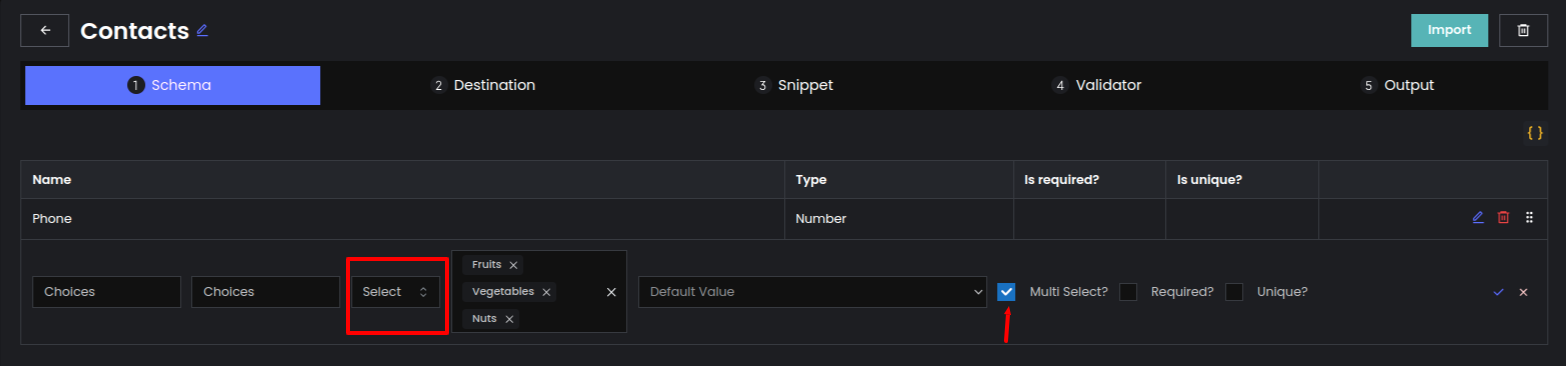 Contacts
Import
1 Schema
2 Destination
3 Snippet
4 Validator
5 Output
{ }
Name Type Is required? Is unique?
Phone Number
Choices Choices Select Fruits
Vegetables
Nuts
Default Value Multi Select? Required? Unique?